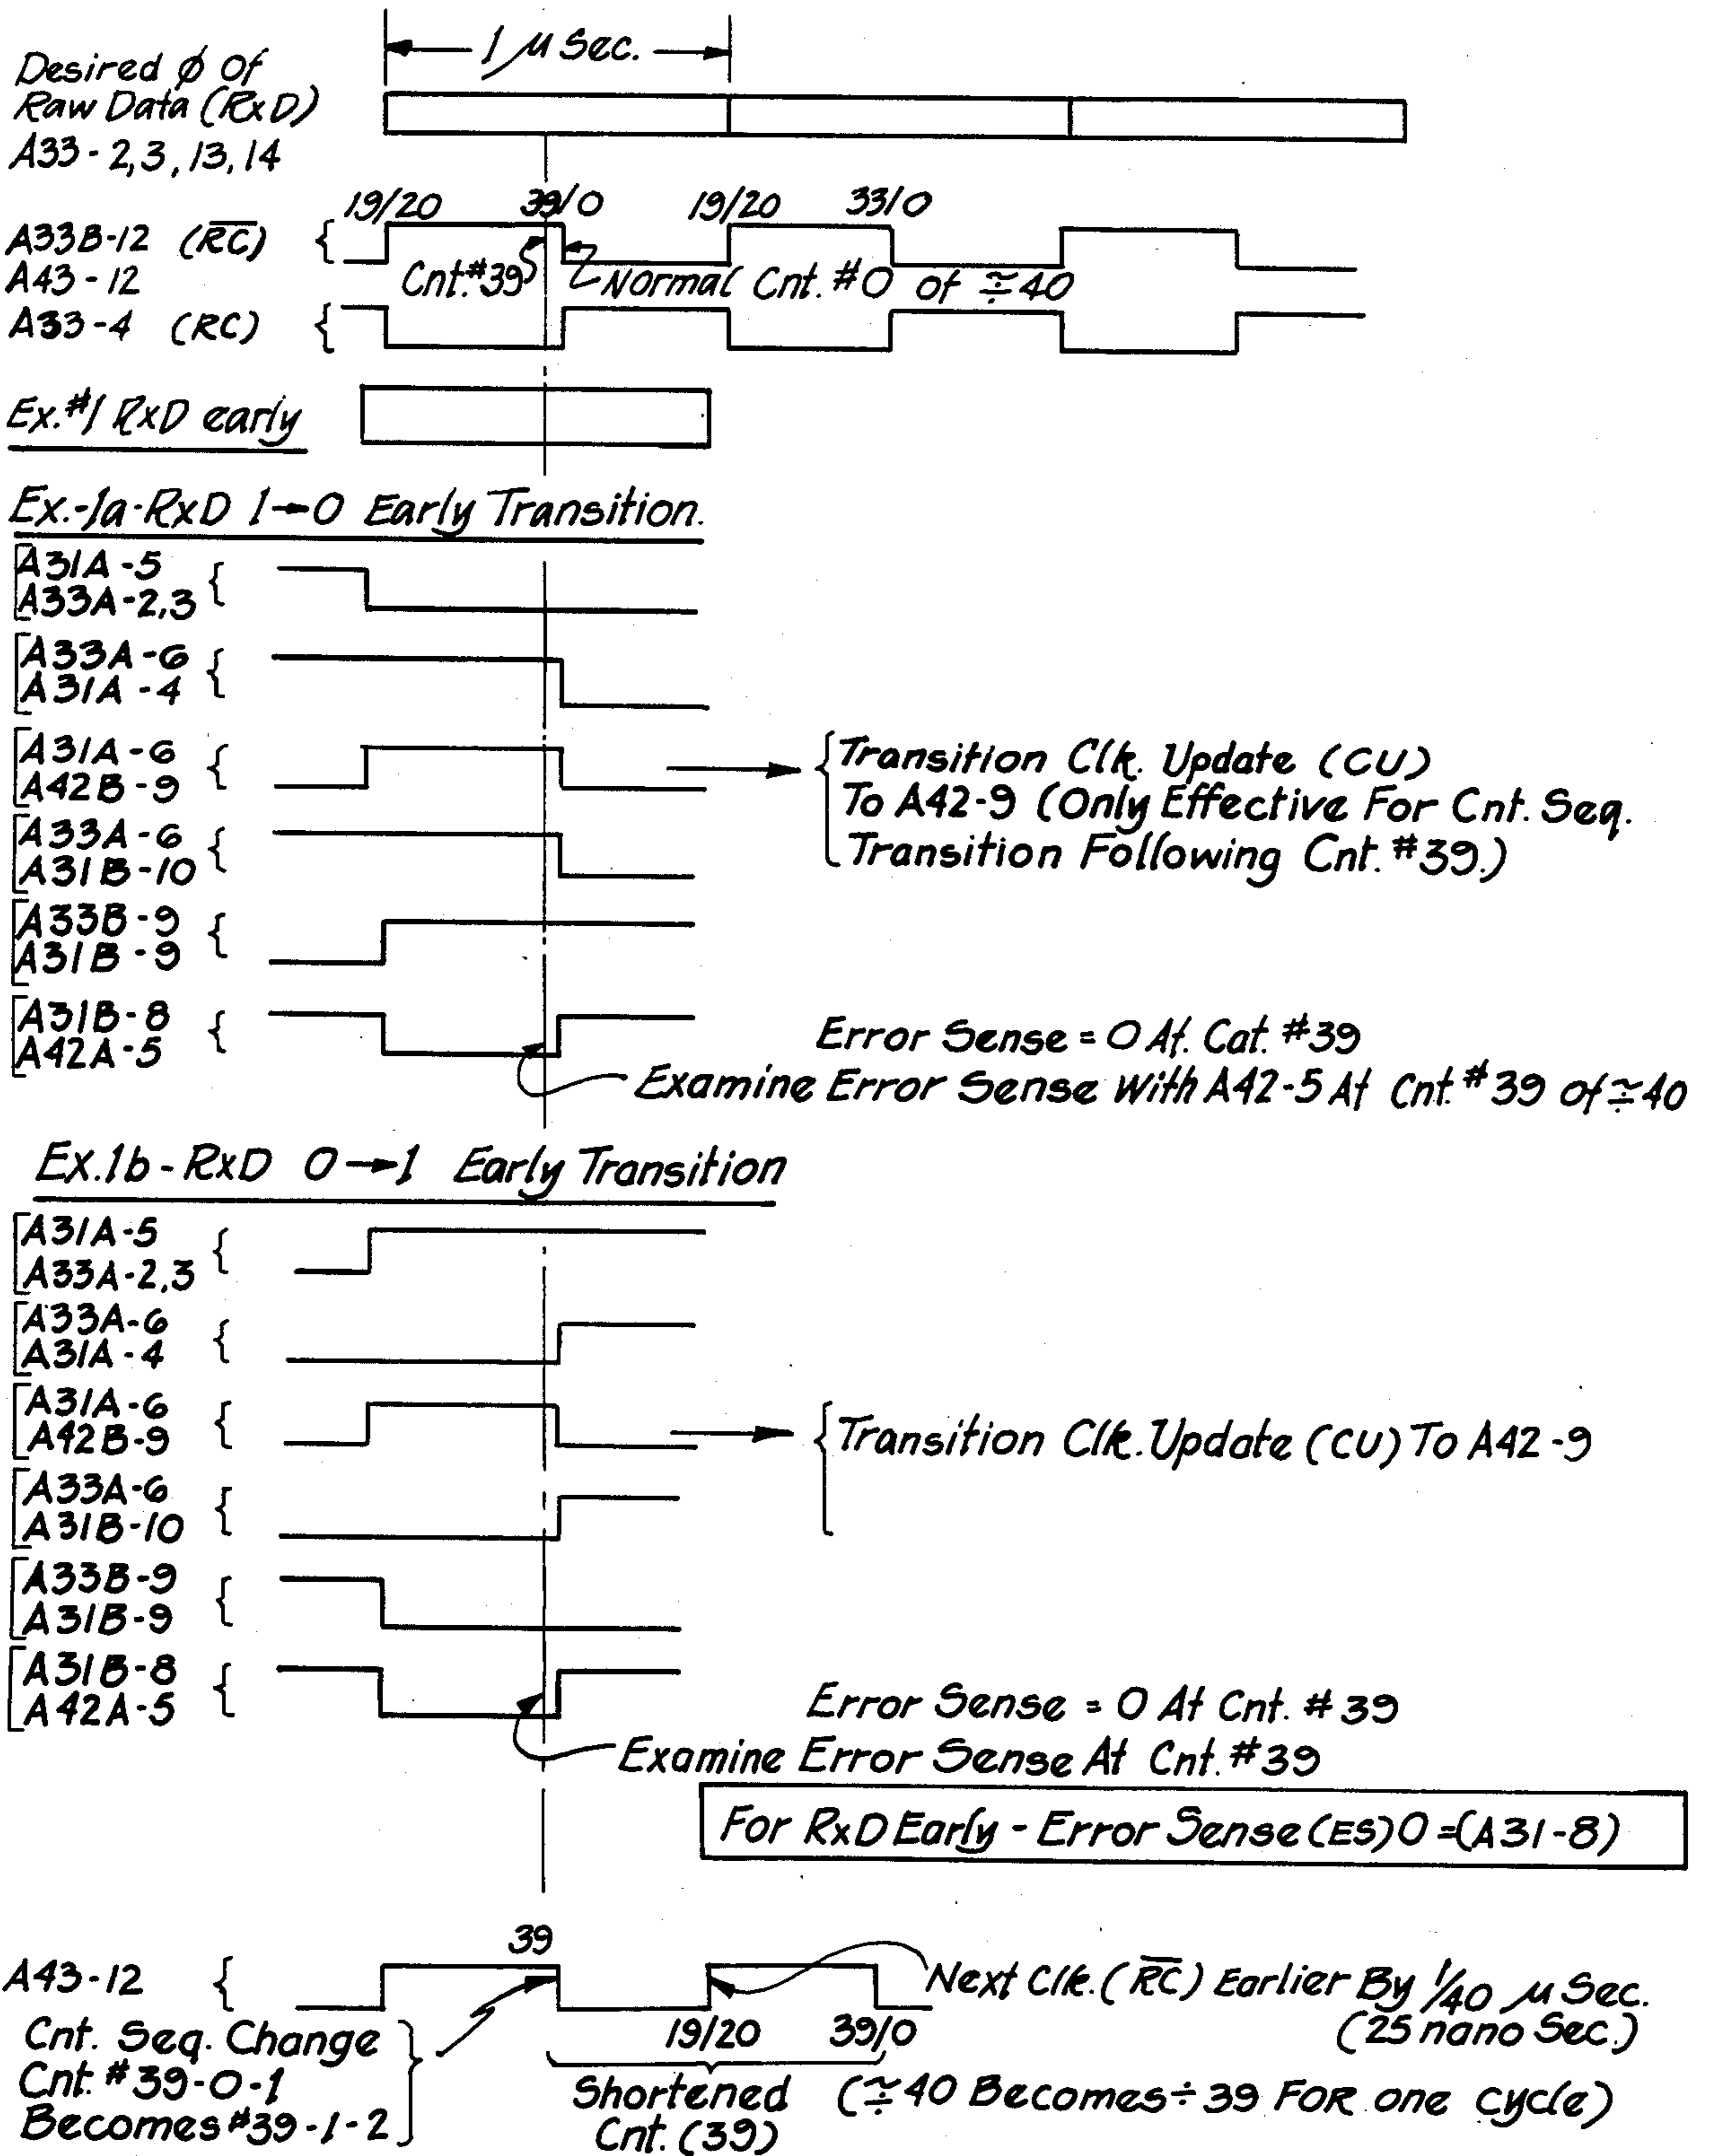 1 µ Sec.
Desired ø Of
Raw Data (RxD)
A33-2,3,13,14
19/20 39/0 19/20 33/0
A33B-12 (R̅C̅)
A43-12
Cnt.#39 Normal Cnt. #0 of ≂40
A33-4 (RC)
Ex.#1 RxD early
Ex.-1a-RxD 1→0 Early Transition.
A31A-5
A33A-2,3
A33A-6
A31A-4
A31A-6
A42B-9
Transition Clk. Update (CU)
To A42-9 (Only Effective For Cnt. Seq.
Transition Following Cnt.#39.)
A33A-6
A31B-10
A33B-9
A31B-9
A31B-8
A42A-5
Error Sense = 0 At. Cat. #39
Examine Error Sense With A42-5 At Cnt.#39 of ≂40
Ex.1b-RxD 0→1 Early Transition
A31A-5
A33A-2,3
A33A-6
A31A-4
A31A-6
A42B-9
Transition Clk. Update (CU) To A42-9
A33A-6
A31B-10
A33B-9
A31B-9
A31B-8
A42A-5
Error Sense = 0 At Cnt. #39
Examine Error Sense At Cnt.#39
For RxD Early - Error Sense (ES) 0 =(A31-8)
39
A43-12
Next Clk. (R̅C̅) Earlier By 1/40 µ Sec.
(25 nano Sec.)
19/20 39/0
Cnt. Seq. Change
Cnt.#39-0-1
Becomes #39-1-2
Shortened
Cnt. (39)
(≂40 Becomes ÷39 FOR one cycle)